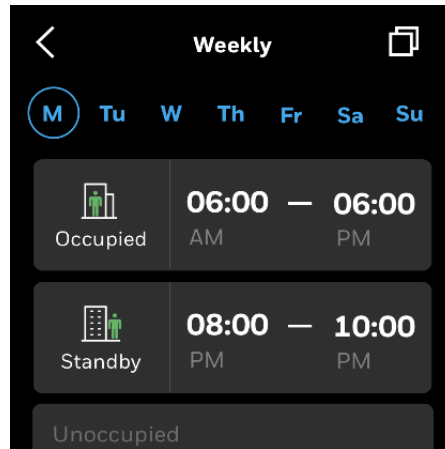 Weekly
M Tu W Th Fr Sa Su
06:00 — 06:00
Occupied AM PM
08:00 — 10:00
Standby PM PM
Unoccupied